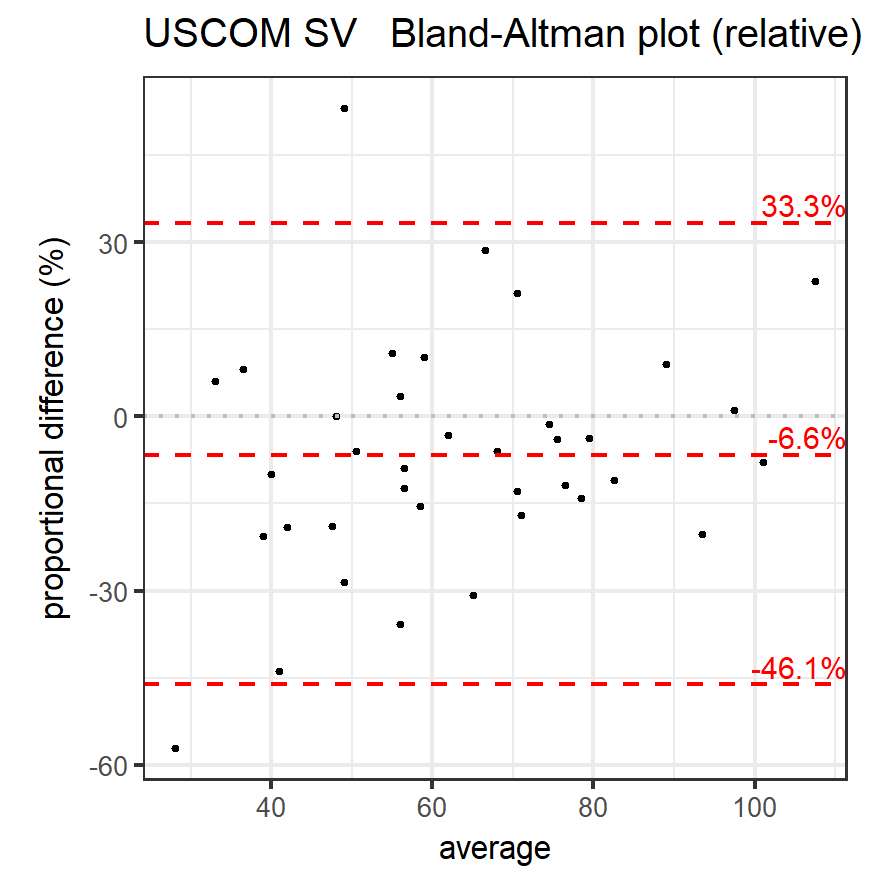 USCOM SV   Bland-Altman plot (relative)
proportional difference (%)
30
0
-30
-60
33.3%
-6.6%
-46.1%
40 60 80 100
average